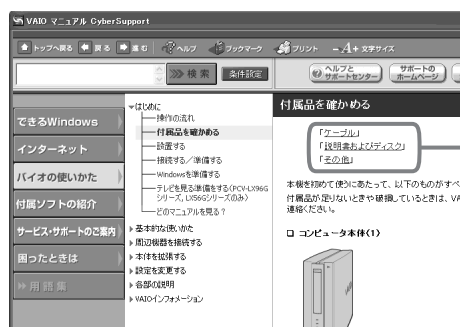 VAIO マニュアル CyberSupport
トップへ戻る 戻る 進む ヘルプ ブックマーク プリント -A+ 文字サイズ
検索 条件設定 ヘルプとサポートセンター サポートのホームページ
できるWindows
インターネット
バイオの使いかた
付属ソフトの紹介
サービス・サポートのご案内
困ったときは
用語集
はじめに
操作の流れ
付属品を確かめる
設置する
接続する／準備する
Windowsを準備する
テレビを見る準備をする(PCV-LX96G
シリーズ, LX56Gシリーズのみ)
どのマニュアルを見る？
基本的な使いかた
周辺機器を接続する
本体を拡張する
設定を変更する
各部の説明
VAIOインフォメーション
付属品を確かめる
「ケーブル」
「説明書およびディスク」
「その他」
本機を初めて使うにあたって、以下のものがすべ
付属品が足りないときや破損しているときは、VA
連絡ください。
コンピュータ本体(1)